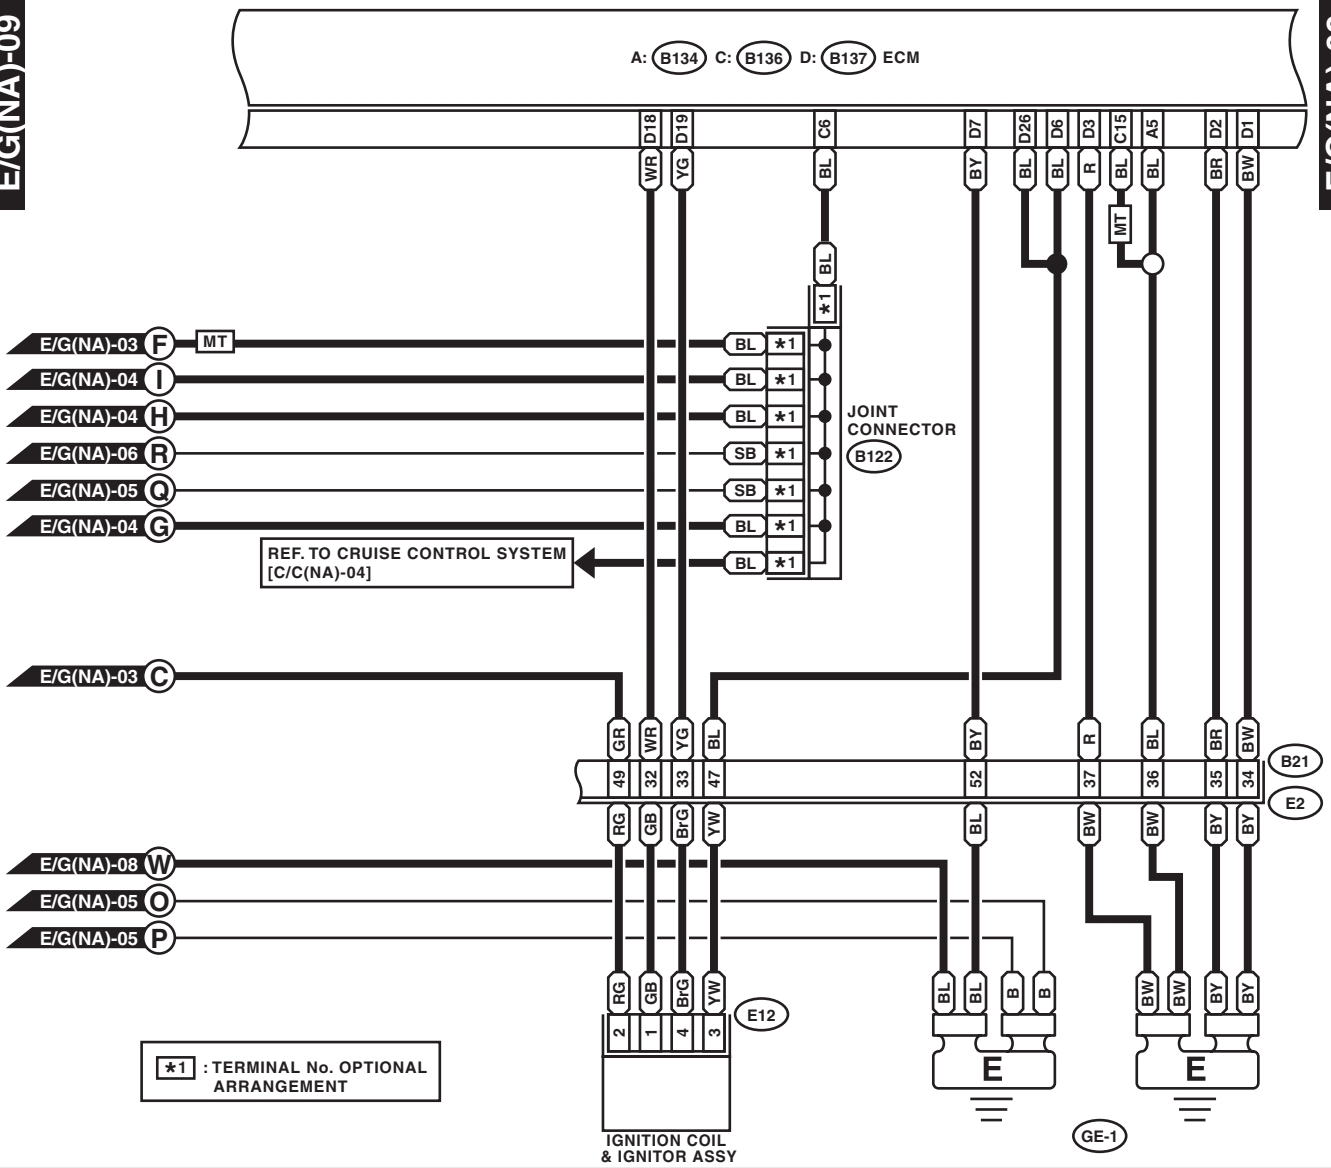 E/G(NA)-09
A: B134 C: B136 D: B137 ECM
D18 D19 C6 D7 D26 D6 D3 C15 A5 D2 D1
WR YG BL BY BL BL R BL BL BR BW
MT
BL
*1
E/G(NA)-03 F MT BL *1
E/G(NA)-04 I BL *1
E/G(NA)-04 H BL *1
JOINT
CONNECTOR
B122
E/G(NA)-06 R SB *1
E/G(NA)-05 Q SB *1
E/G(NA)-04 G BL *1
REF. TO CRUISE CONTROL SYSTEM
[C/C(NA)-04]
BL *1
E/G(NA)-03 C
GR WR YG BL BY R BL BR BW
B21
49 32 33 47 52 37 36 35 34
E2
RG GB BrG YW BL BW BW BY BY
E/G(NA)-08 W
E/G(NA)-05 O
E/G(NA)-05 P
RG GB BrG YW BL BL B B BW BW BY BY
E12
2 1 4 3
E E
*1 : TERMINAL No. OPTIONAL
ARRANGEMENT
GE-1
IGNITION COIL
& IGNITOR ASSY